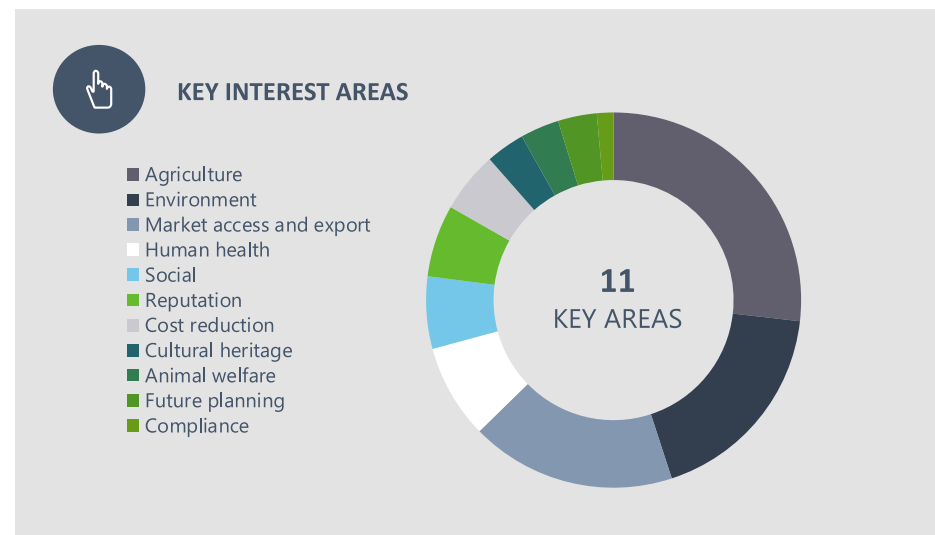 KEY INTEREST AREAS
Agriculture
Environment
Market access and export
Human health
Social
Reputation
Cost reduction
Cultural heritage
Animal welfare
Future planning
Compliance
11
KEY AREAS